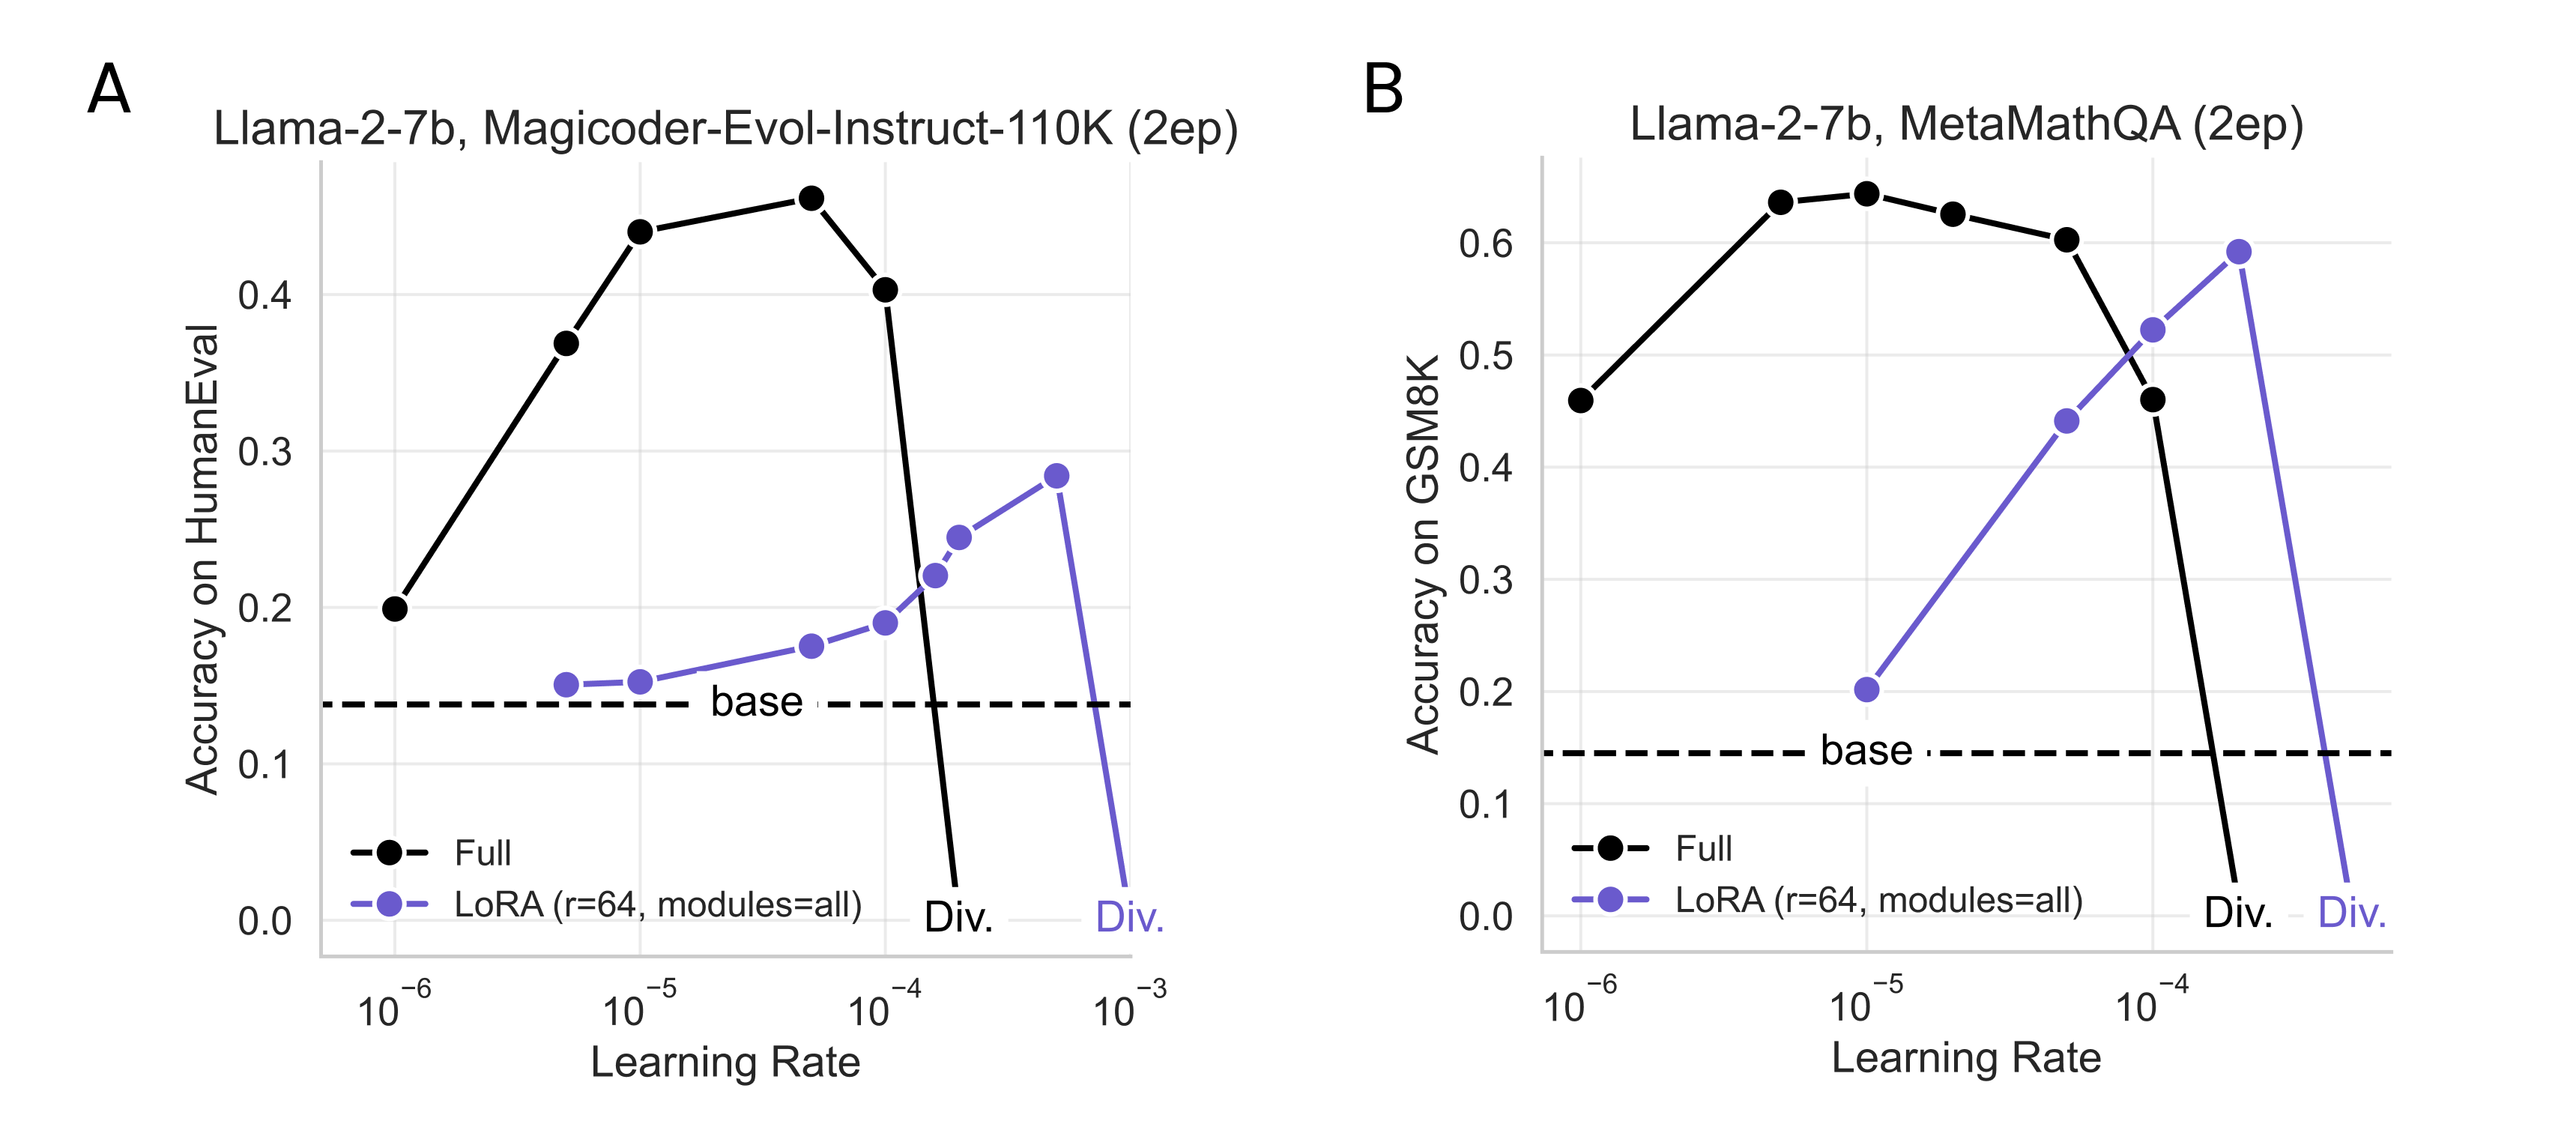 A
Llama-2-7b, Magicoder-Evol-Instruct-110K (2ep)
Accuracy on HumanEval
0.4
0.3
0.2
0.1
0.0
base
Full
LoRA (r=64, modules=all)
Div.
Div.
10⁻⁶
10⁻⁵
10⁻⁴
10⁻³
Learning Rate
B
Llama-2-7b, MetaMathQA (2ep)
Accuracy on GSM8K
0.6
0.5
0.4
0.3
0.2
0.1
0.0
base
Full
LoRA (r=64, modules=all)
Div.
Div.
10⁻⁶
10⁻⁵
10⁻⁴
Learning Rate